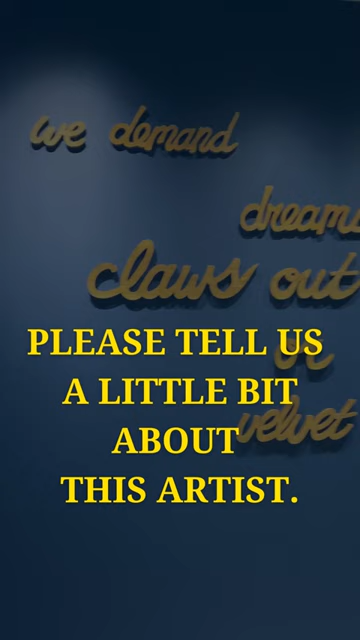 we demand
dream
claws out
PLEASE TELL US
A LITTLE BIT
ABOUT
velvet
THIS ARTIST.